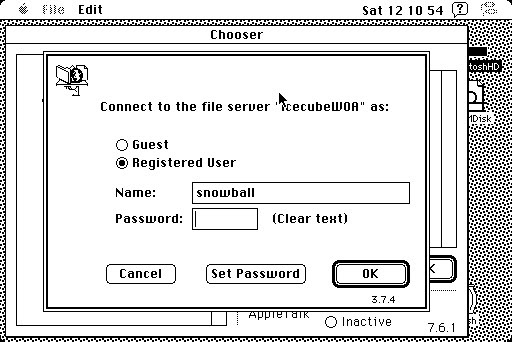 File Edit Sat 12 10 54
Chooser
toshHD
Connect to the file server "icecubeWOA" as:
Guest
Registered User
Name: snowball
Password: (Clear text)
Cancel Set Password OK
3.7.4
AppleTalk
Inactive
7.6.1